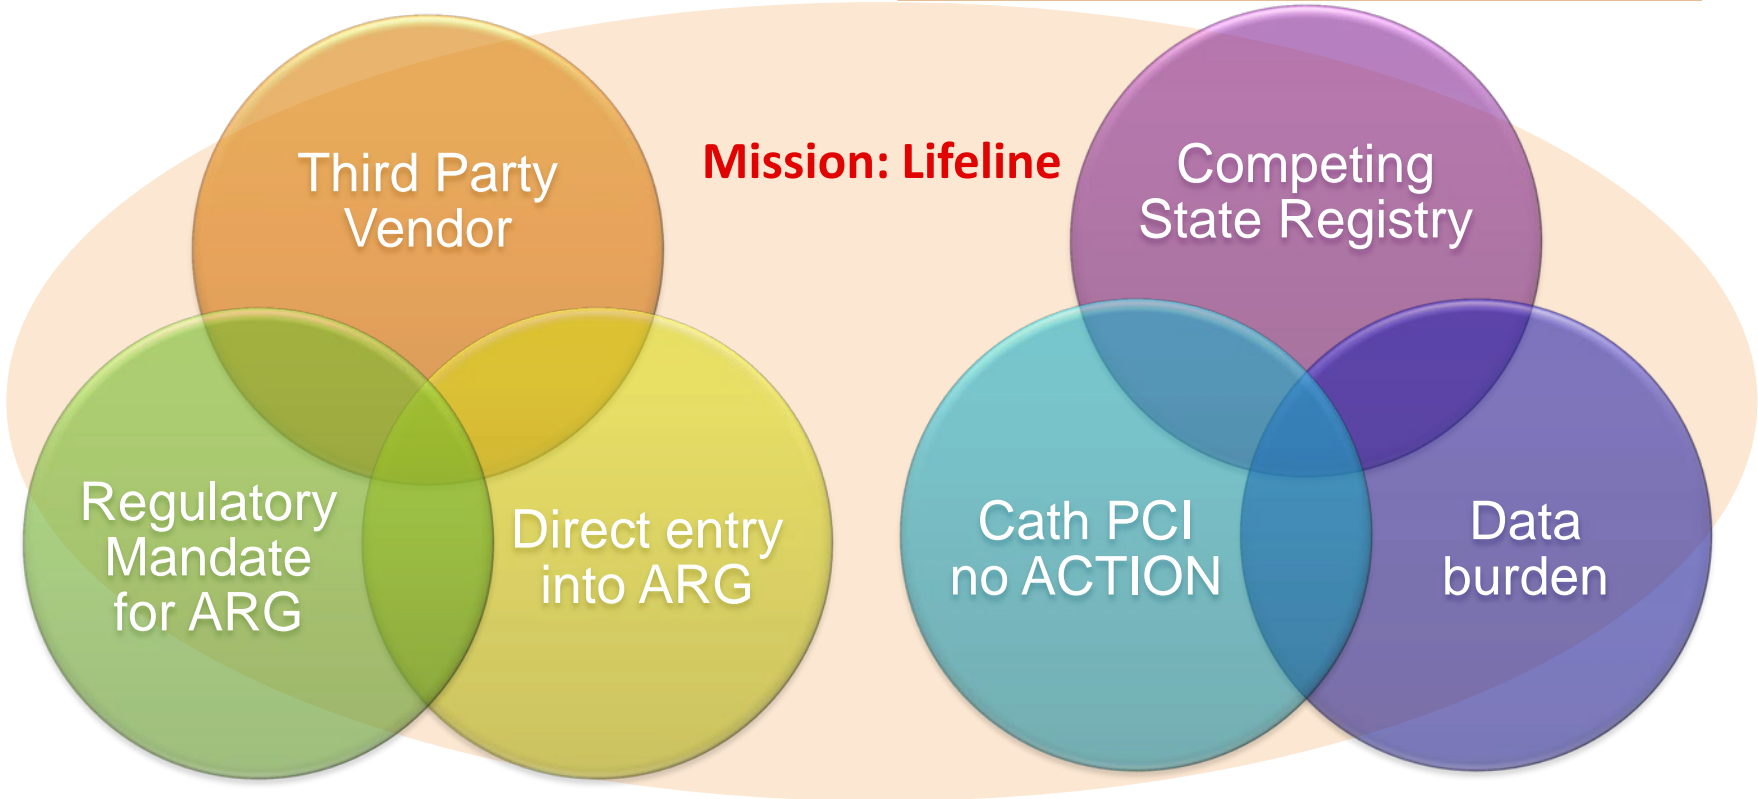 Third Party
Vendor
Mission: Lifeline
Competing
State Registry
Regulatory
Mandate
for ARG
Direct entry
into ARG
Cath PCI
no ACTION
Data
burden